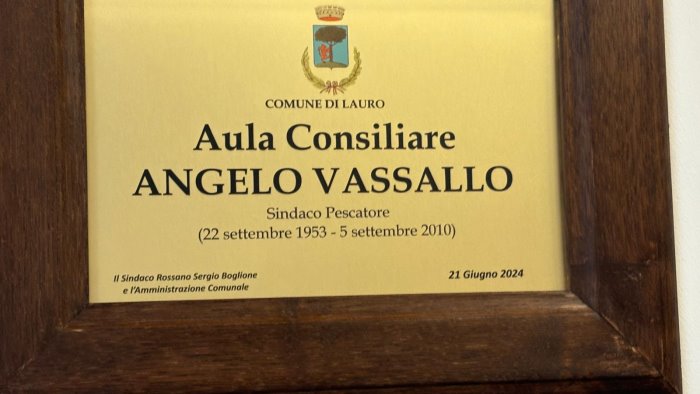 COMUNE DI LAURO
Aula Consiliare
ANGELO VASSALLO
Sindaco Pescatore
(22 settembre 1953 - 5 settembre 2010)
Il Sindaco Rossano Sergio Boglione
e l'Amministrazione Comunale
21 Giugno 2024